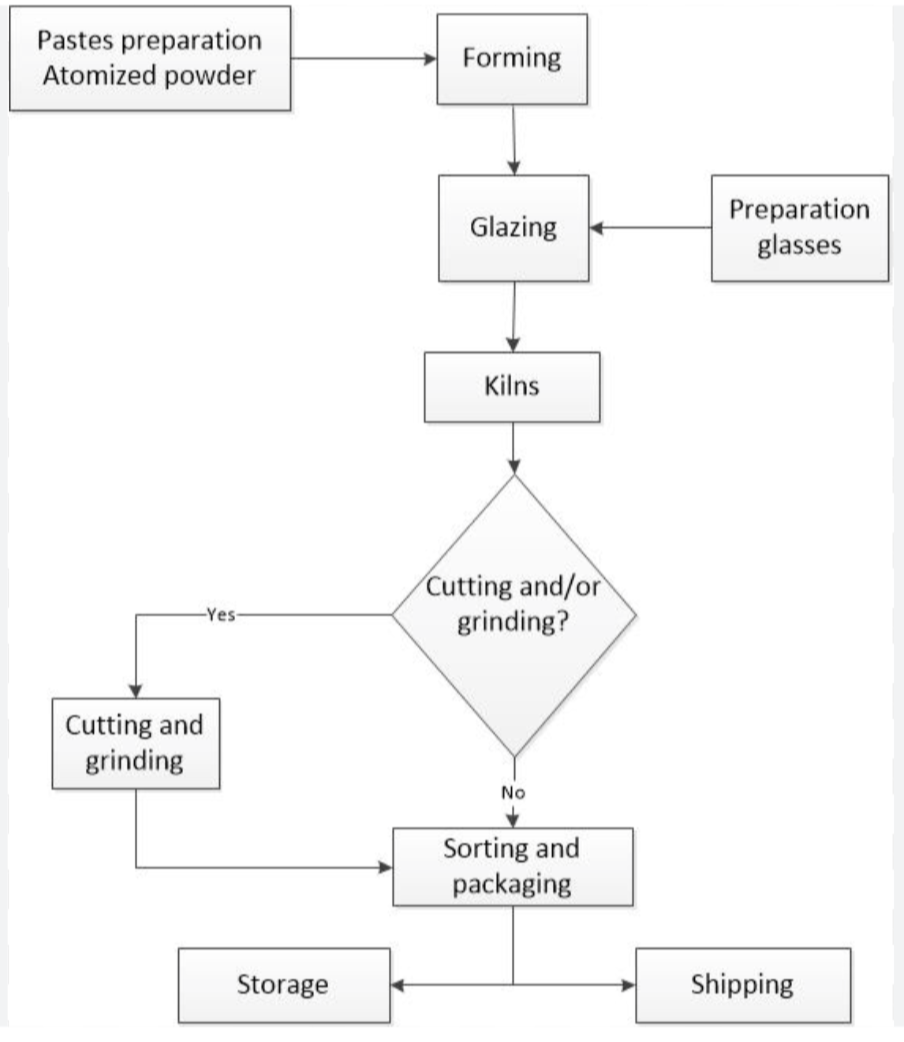 Pastes preparation
Atomized powder
Forming
Glazing
Preparation
glasses
Kilns
Cutting and/or
grinding?
Yes
Cutting and
grinding
No
Sorting and
packaging
Storage
Shipping